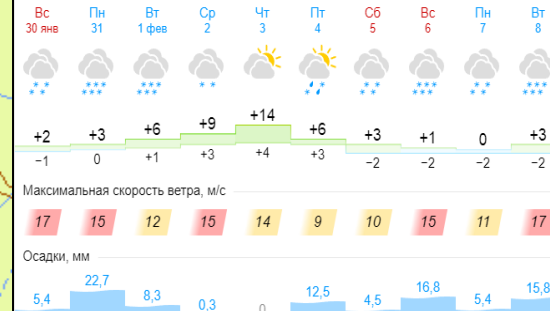 Вс Пн Вт Ср Чт Пт Сб Вс Пн Вт
30 янв 31 1 фев 2 3 4 5 6 7 8
+2 +3 +6 +9 +14 +6 +3 +1 0 +3
−1 0 +1 +3 +4 +3 −2 −2 −2 −2
Максимальная скорость ветра, м/с
17 15 12 15 14 9 10 15 11 17
Осадки, мм
5,4 22,7 8,3 0,3 0 12,5 4,5 16,8 5,4 15,8